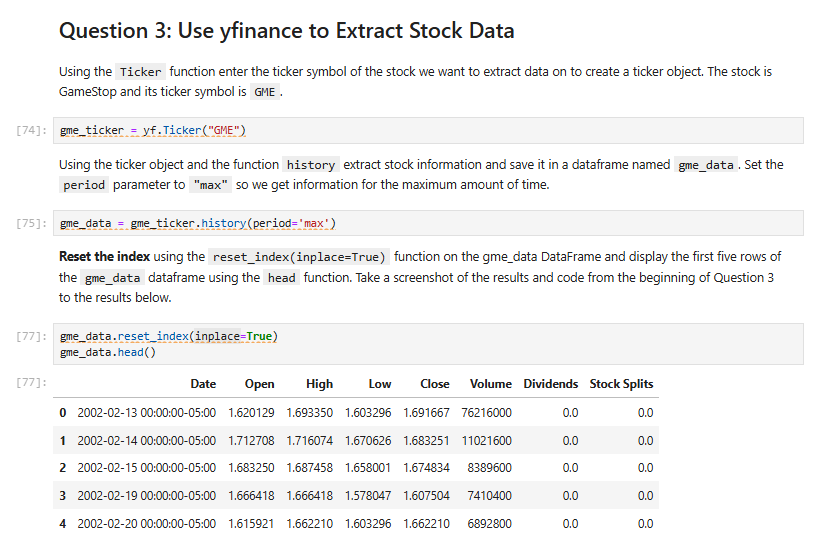 Question 3: Use yfinance to Extract Stock Data
Using the Ticker function enter the ticker symbol of the stock we want to extract data on to create a ticker object. The stock is
GameStop and its ticker symbol is GME .
[74]: gme_ticker = yf.Ticker("GME")
Using the ticker object and the function history extract stock information and save it in a dataframe named gme_data . Set the
period parameter to "max" so we get information for the maximum amount of time.
[75]: gme_data = gme_ticker.history(period='max')
Reset the index using the reset_index(inplace=True) function on the gme_data DataFrame and display the first five rows of
the gme_data dataframe using the head function. Take a screenshot of the results and code from the beginning of Question 3
to the results below.
[77]: gme_data.reset_index(inplace=True)
gme_data.head()
[77]: Date Open High Low Close Volume Dividends Stock Splits
0 2002-02-13 00:00:00-05:00 1.620129 1.693350 1.603296 1.691667 76216000 0.0 0.0
1 2002-02-14 00:00:00-05:00 1.712708 1.716074 1.670626 1.683251 11021600 0.0 0.0
2 2002-02-15 00:00:00-05:00 1.683250 1.687458 1.658001 1.674834 8389600 0.0 0.0
3 2002-02-19 00:00:00-05:00 1.666418 1.666418 1.578047 1.607504 7410400 0.0 0.0
4 2002-02-20 00:00:00-05:00 1.615921 1.662210 1.603296 1.662210 6892800 0.0 0.0